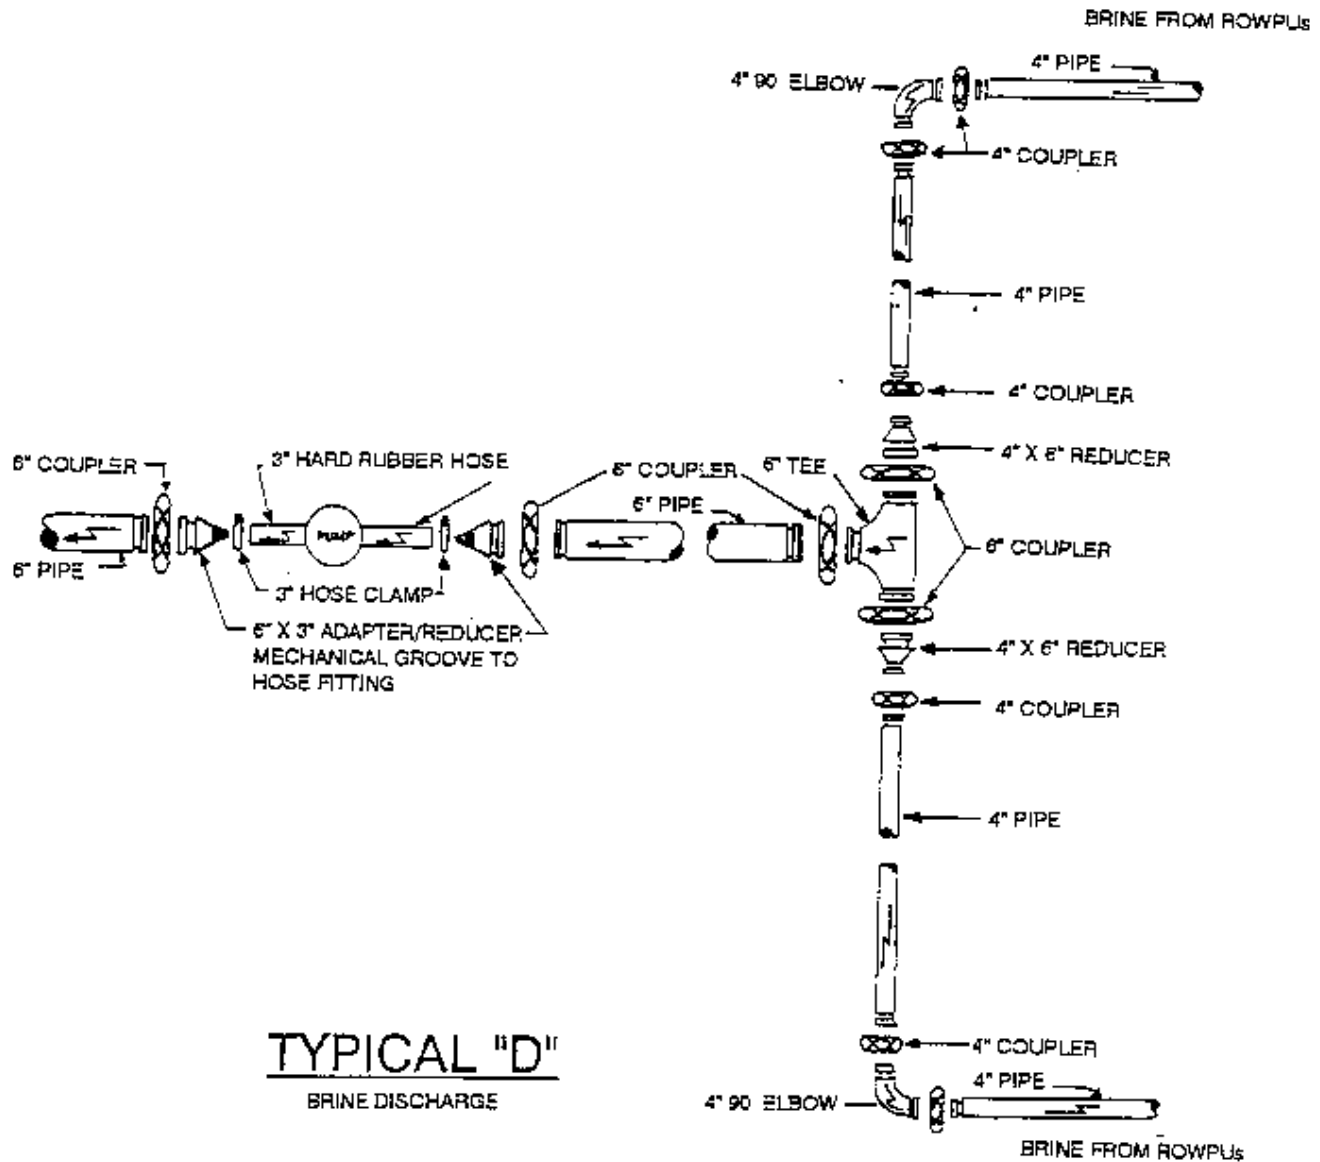 BRINE FROM ROWPUs
4" PIPE
4" 90 ELBOW
4" COUPLER
4" PIPE
4" COUPLER
4" X 6" REDUCER
6" COUPLER
3" HARD RUBBER HOSE
6" COUPLER
6" TEE
6" PIPE
PUMP
6" COUPLER
6" PIPE
3" HOSE CLAMP
6" X 3" ADAPTER/REDUCER
MECHANICAL GROOVE TO
HOSE FITTING
4" X 6" REDUCER
4" COUPLER
4" PIPE
TYPICAL "D"
BRINE DISCHARGE
4" COUPLER
4" PIPE
4" 90 ELBOW
BRINE FROM ROWPUs